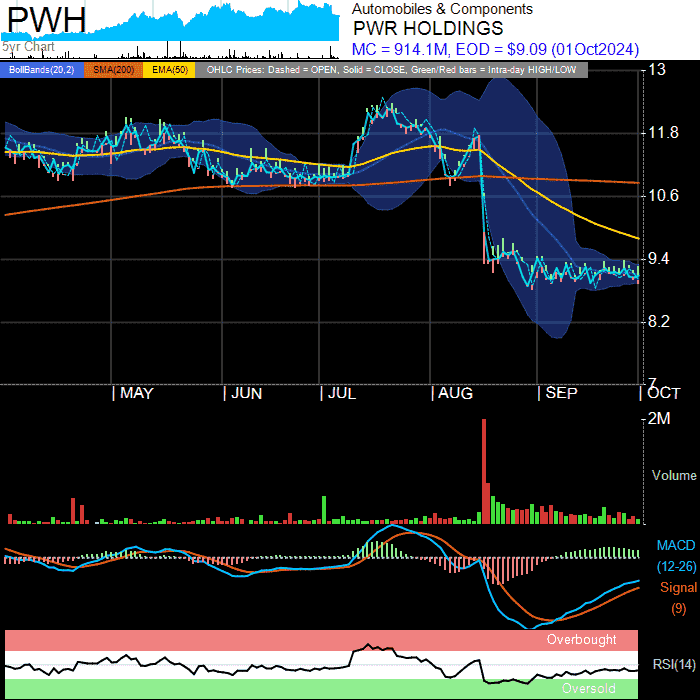 PWH
5yr Chart
Automobiles & Components
PWR HOLDINGS
MC = 914.1M, EOD = $9.09 (01Oct2024)
BollBands(20,2) SMA(200) EMA(50) OHLC Prices: Dashed = OPEN, Solid = CLOSE, Green/Red bars = Intra-day HIGH/LOW
13
11.8
10.6
9.4
8.2
7
MAY JUN JUL AUG SEP OCT
2M
Volume
MACD
(12-26)
Signal
(9)
Overbought
RSI(14)
Oversold